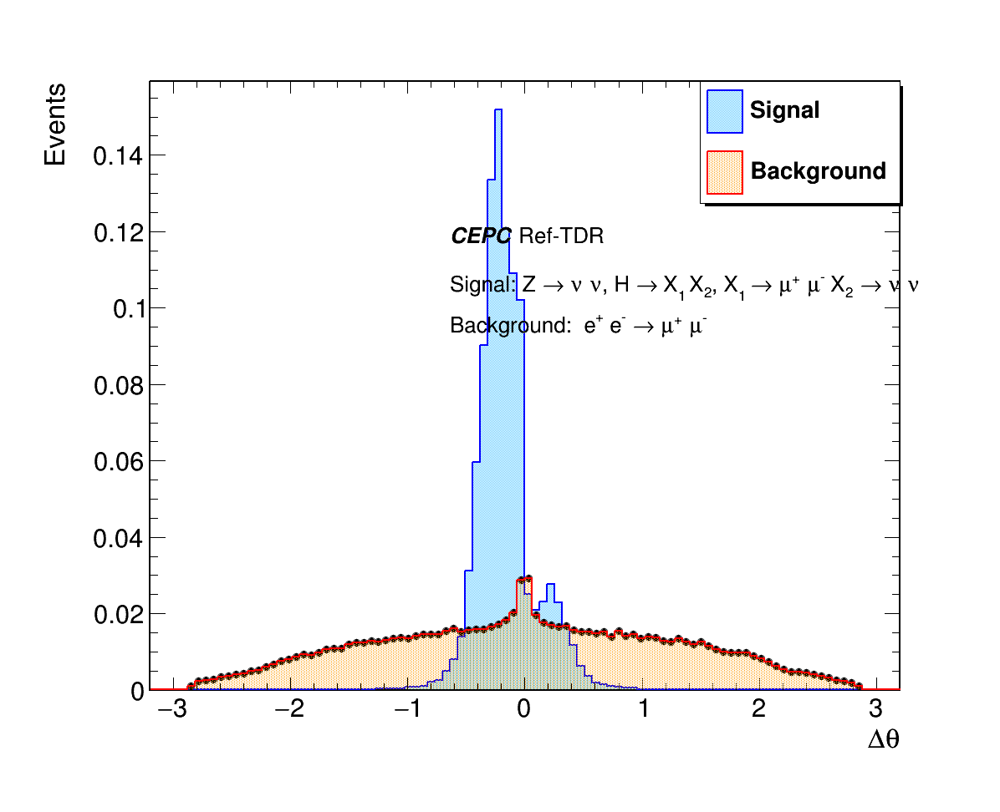 Events
Signal
Background
CEPC Ref-TDR
Signal: Z → ν ν, H → X₁ X₂, X₁ → μ⁺ μ⁻ X₂ → ν ν
Background: e⁺ e⁻ → μ⁺ μ⁻
0.14
0.12
0.1
0.08
0.06
0.04
0.02
0
−3 −2 −1 0 1 2 3
Δθ